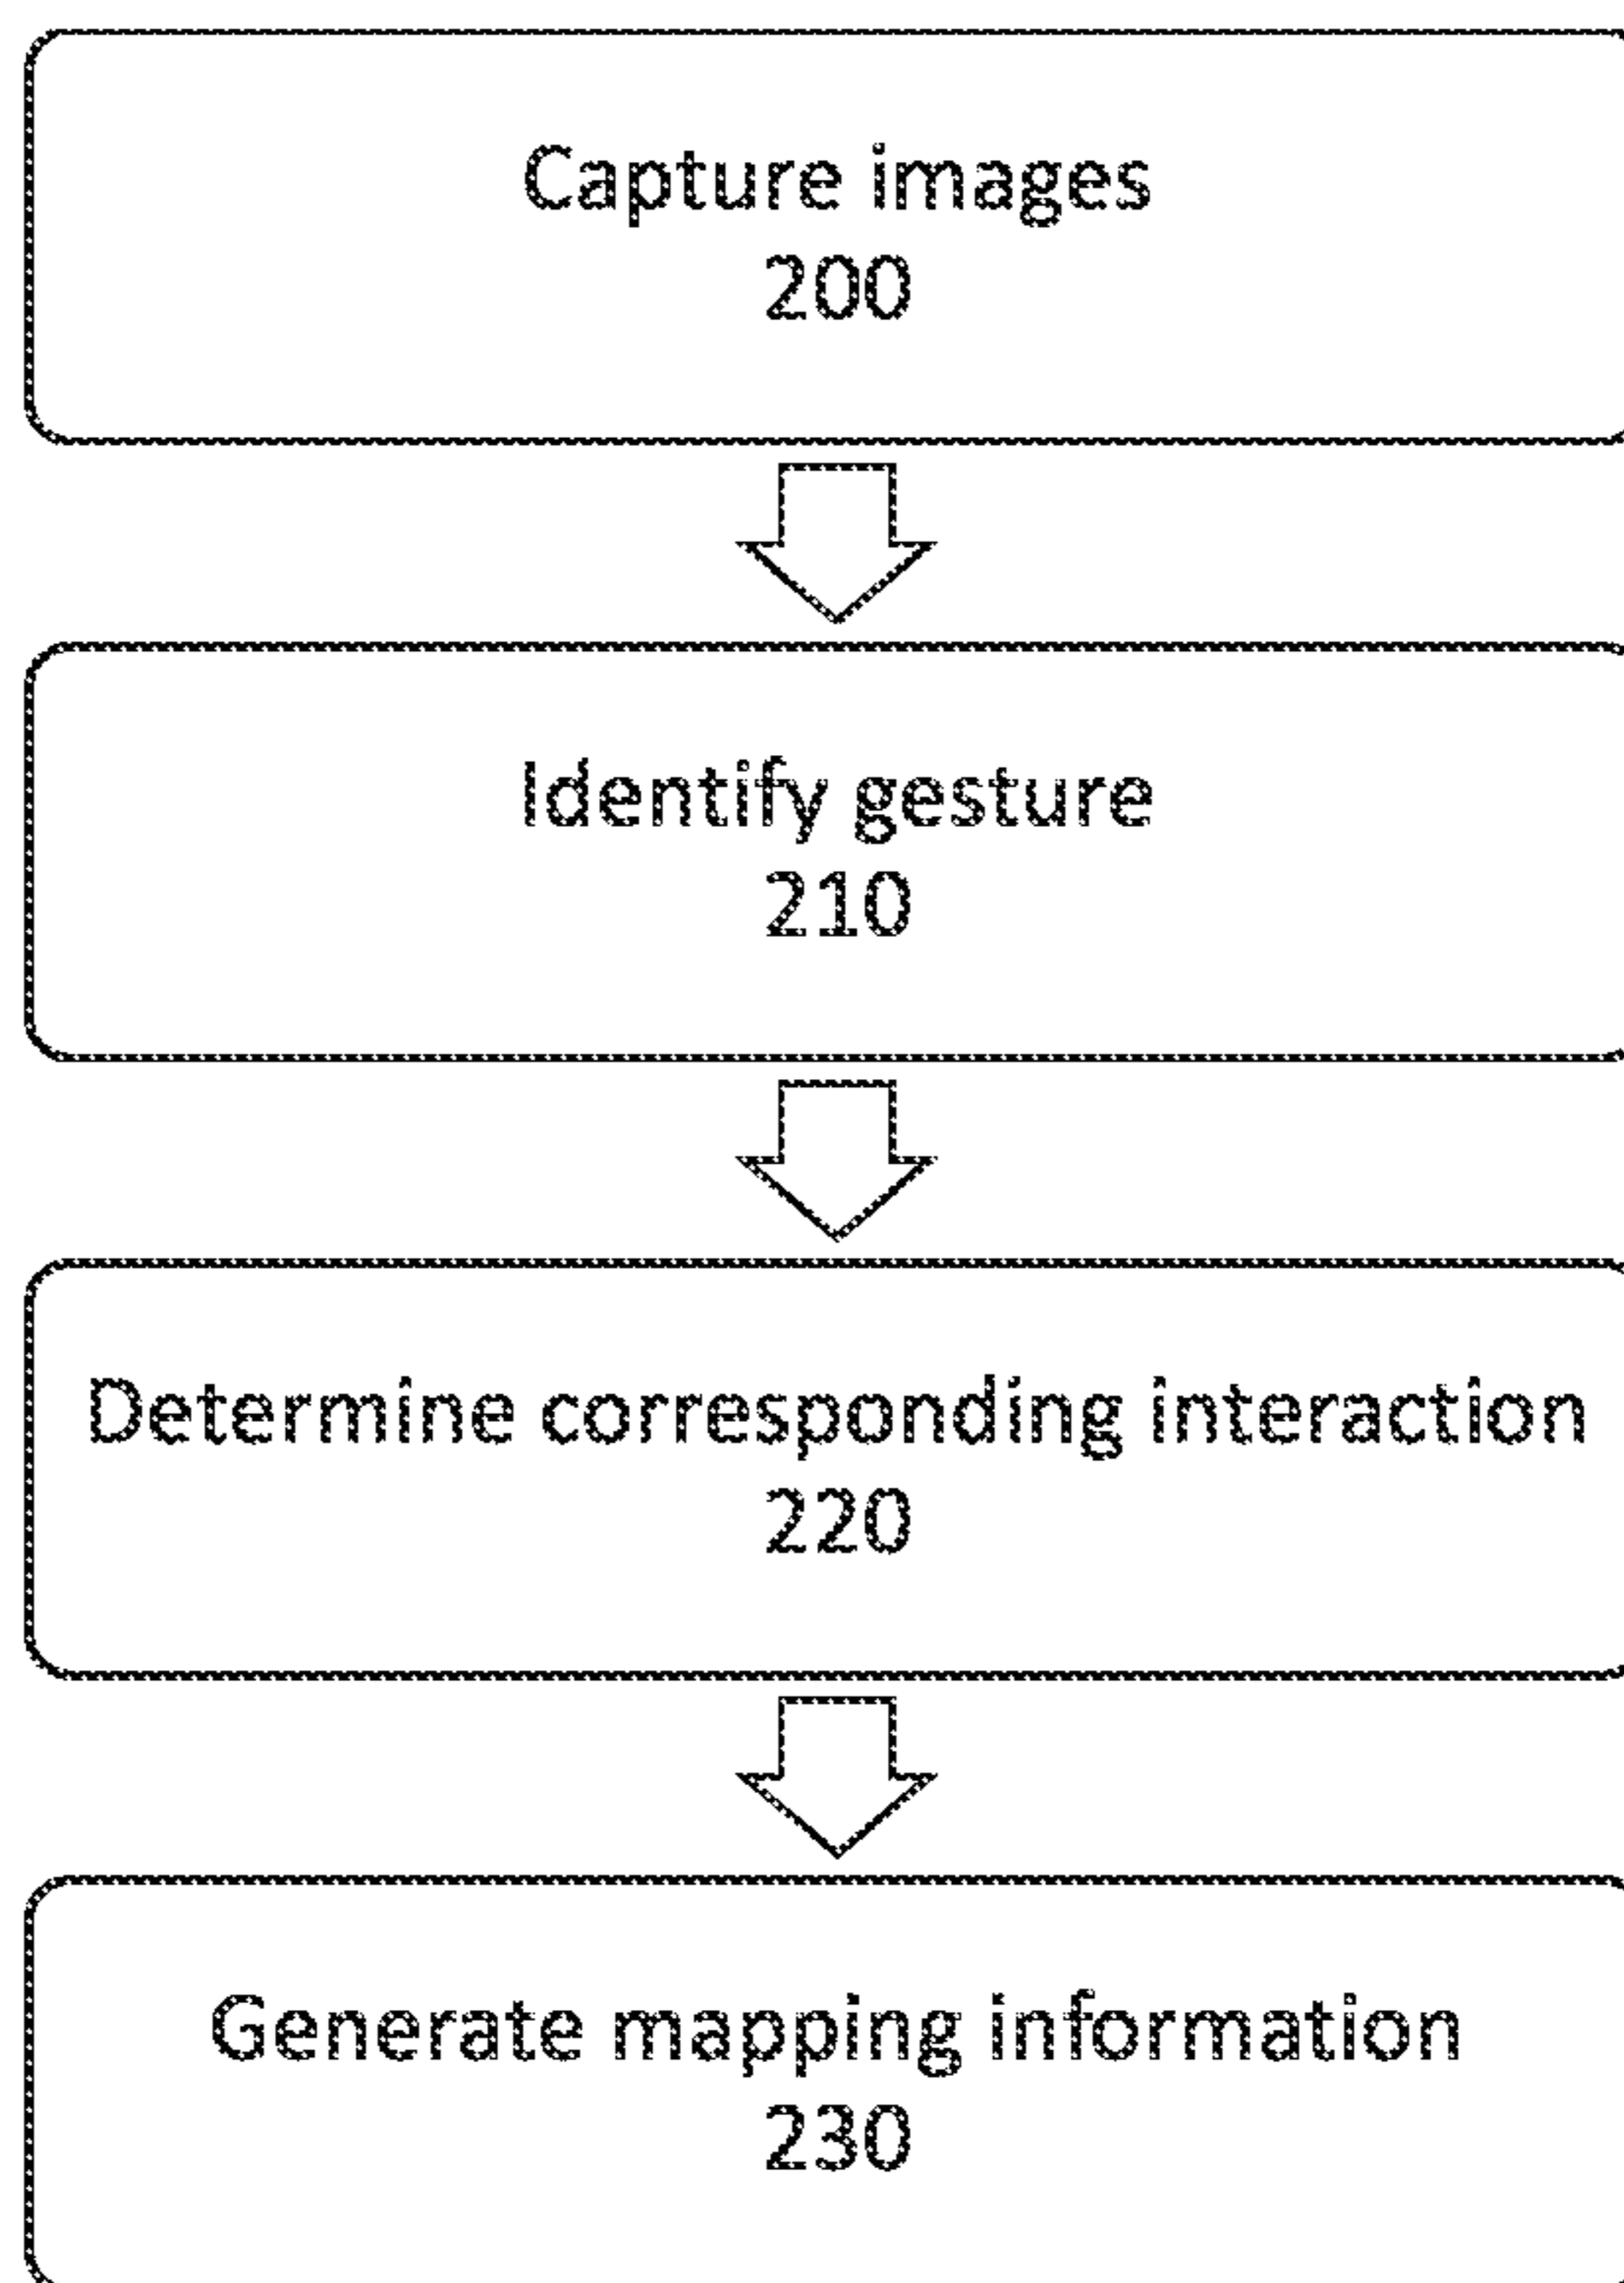 Capture images
200
Identify gesture
210
Determine corresponding interaction
220
Generate mapping information
230